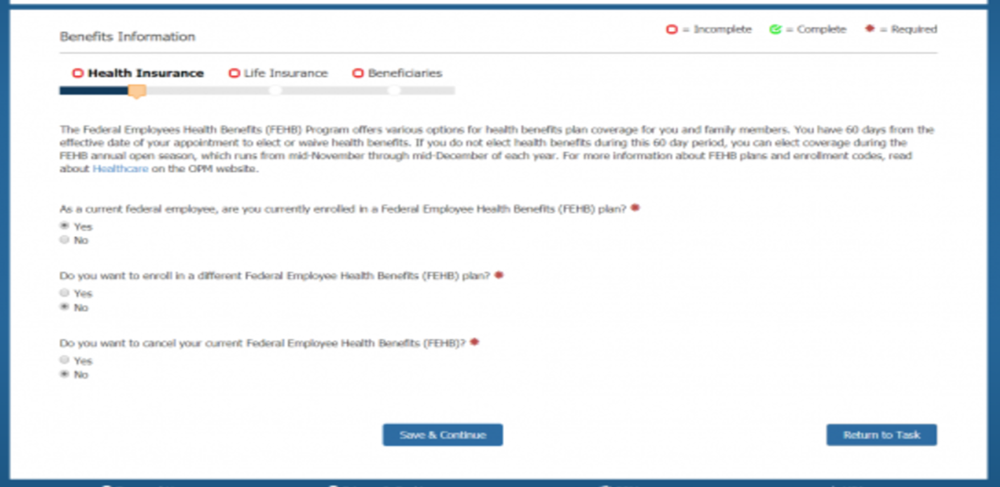 Benefits Information
= Incomplete = Complete * = Required
Health Insurance Life Insurance Beneficiaries
The Federal Employees Health Benefits (FEHB) Program offers various options for health benefits plan coverage for you and family members. You have 60 days from the
effective date of your appointment to elect or waive health benefits. If you do not elect health benefits during this 60 day period, you can elect coverage during the
FEHB annual open season, which runs from mid-November through mid-December of each year. For more information about FEHB plans and enrollment codes, read
about Healthcare on the OPM website.
As a current federal employee, are you currently enrolled in a Federal Employee Health Benefits (FEHB) plan? *
Yes
No
Do you want to enroll in a different Federal Employee Health Benefits (FEHB) plan? *
Yes
No
Do you want to cancel your current Federal Employee Health Benefits (FEHB)? *
Yes
No
Save & Continue
Return to Task